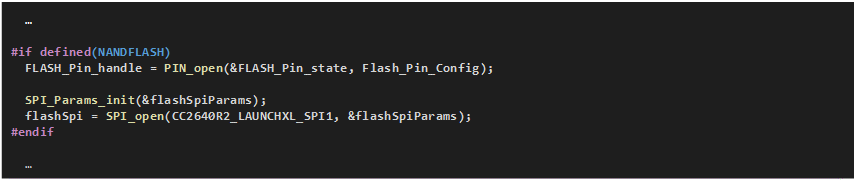 …
#if defined(NANDFLASH)
FLASH_Pin_handle = PIN_open(&FLASH_Pin_state, Flash_Pin_Config);
SPI_Params_init(&flashSpiParams);
flashSpi = SPI_open(CC2640R2_LAUNCHXL_SPI1, &flashSpiParams);
#endif
…